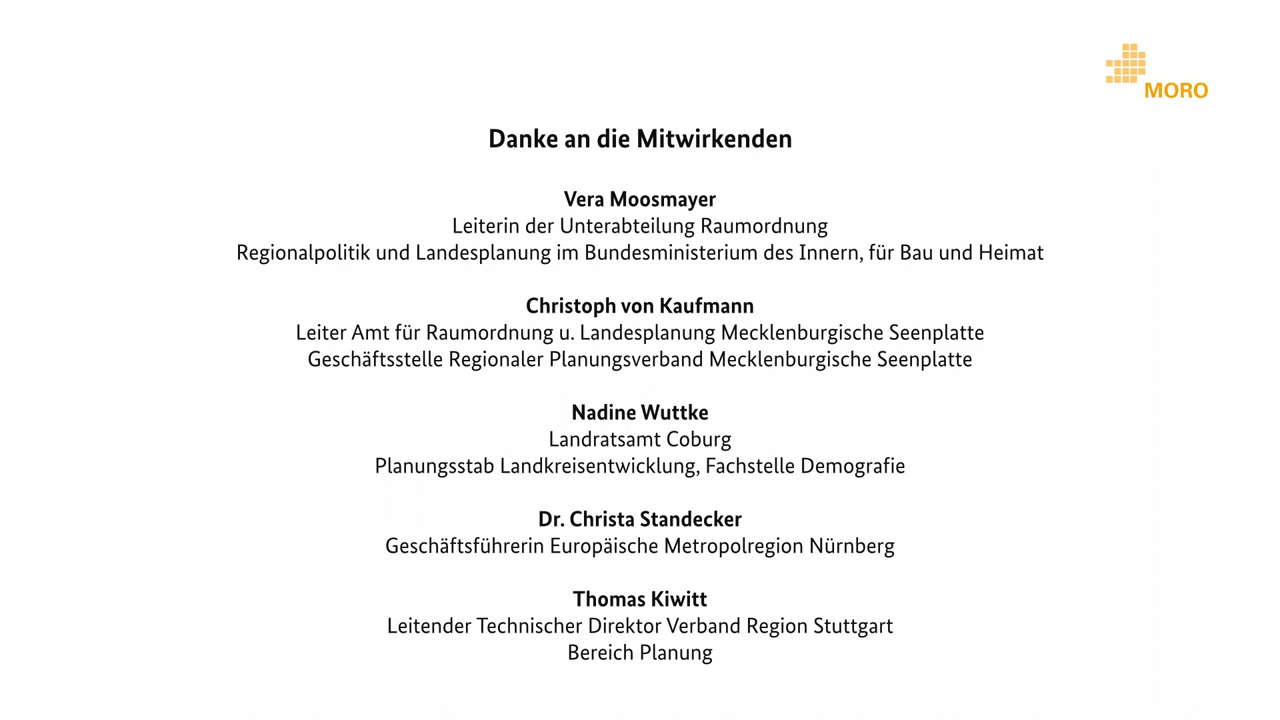 MORO
Danke an die Mitwirkenden
Vera Moosmayer
Leiterin der Unterabteilung Raumordnung
Regionalpolitik und Landesplanung im Bundesministerium des Innern, für Bau und Heimat
Christoph von Kaufmann
Leiter Amt für Raumordnung u. Landesplanung Mecklenburgische Seenplatte
Geschäftsstelle Regionaler Planungsverband Mecklenburgische Seenplatte
Nadine Wuttke
Landratsamt Coburg
Planungsstab Landkreisentwicklung, Fachstelle Demografie
Dr. Christa Standecker
Geschäftsführerin Europäische Metropolregion Nürnberg
Thomas Kiwitt
Leitender Technischer Direktor Verband Region Stuttgart
Bereich Planung